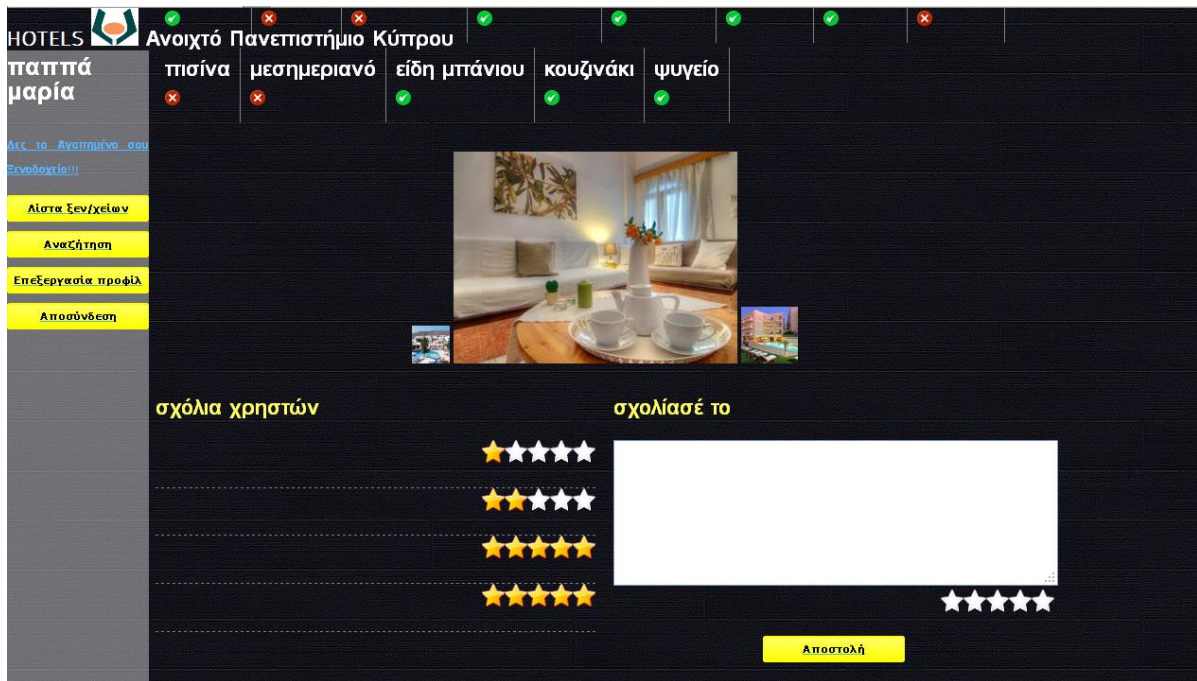 HOTELS Ανοιχτό Πανεπιστήμιο Κύπρου
παππά
μαρία
πισίνα μεσημεριανό είδη μπάνιου κουζινάκι ψυγείο
Δες το Αγαπημένο σου
Ξενοδοχείο!!!
Λίστα ξεν/χείων
Αναζήτηση
Επεξεργασία προφίλ
Αποσύνδεση
σχόλια χρηστών
σχολίασέ το
Αποστολή